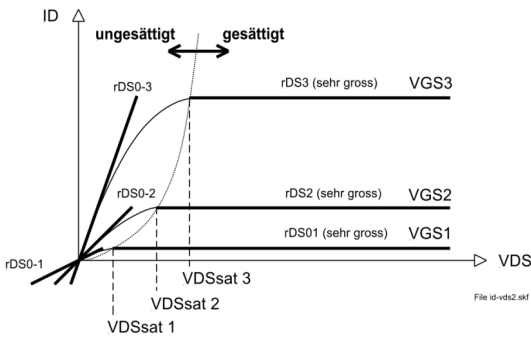 ID
ungesättigt gesättigt
rDS0-3
rDS3 (sehr gross) VGS3
rDS0-2
rDS2 (sehr gross) VGS2
rDS01 (sehr gross) VGS1
rDS0-1
VDS
VDSsat 3
VDSsat 2
VDSsat 1
File id-vds2.skf